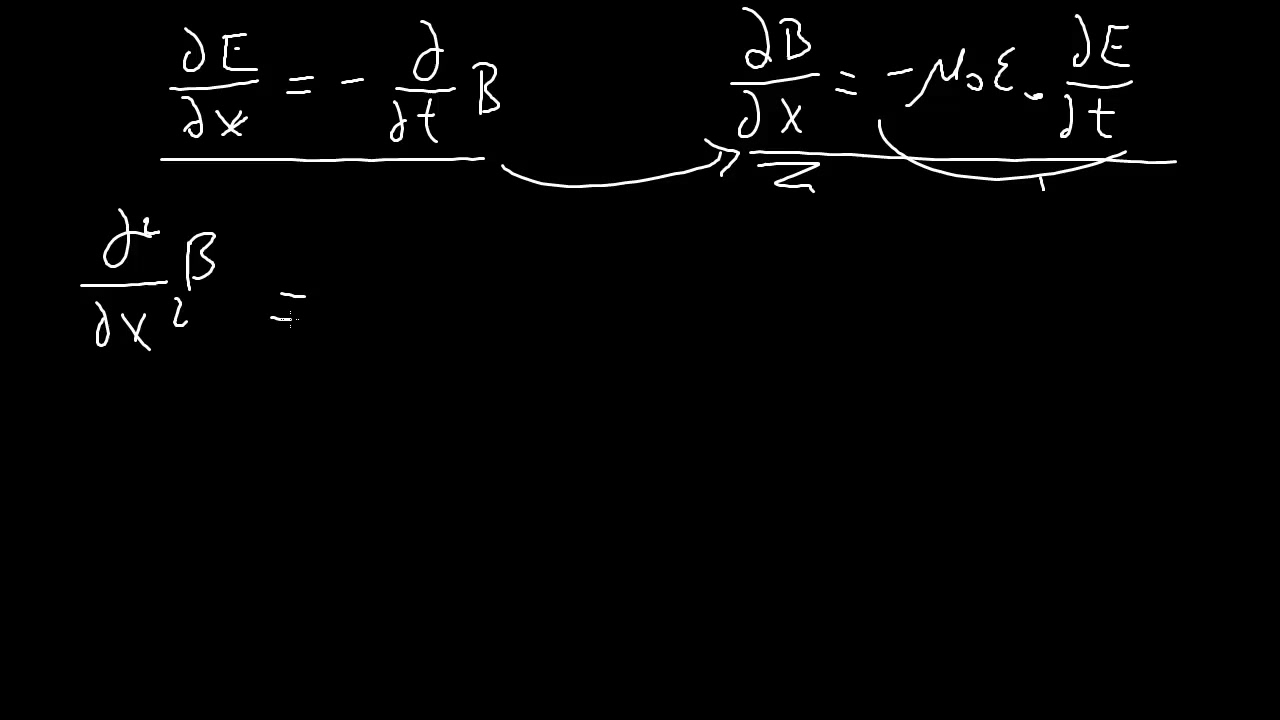 ∂E/∂x = - ∂/∂t B
∂B/∂x = -μ₀ε₀ ∂E/∂t
∂²/∂x² B =